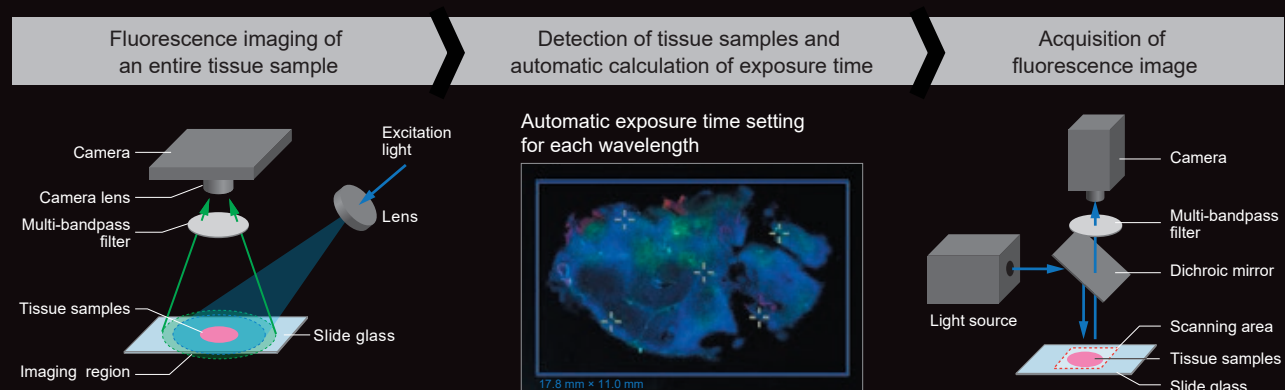 Fluorescence imaging of
an entire tissue sample
Detection of tissue samples and
automatic calculation of exposure time
Acquisition of
fluorescence image
Camera
Camera lens
Multi-bandpass
filter
Tissue samples
Imaging region
Excitation
light
Lens
Slide glass
Automatic exposure time setting
for each wavelength
17.8 mm × 11.0 mm
Camera
Multi-bandpass
filter
Dichroic mirror
Light source
Scanning area
Tissue samples
Slide glass